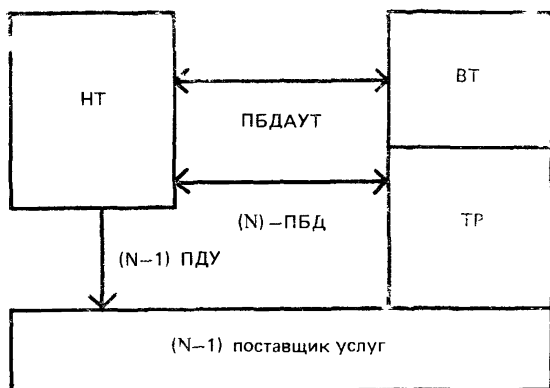 НТ
ВТ
ПБДАУТ
(N)–ПБД
ТР
(N–1) ПДУ
(N–1) поставщик услуг